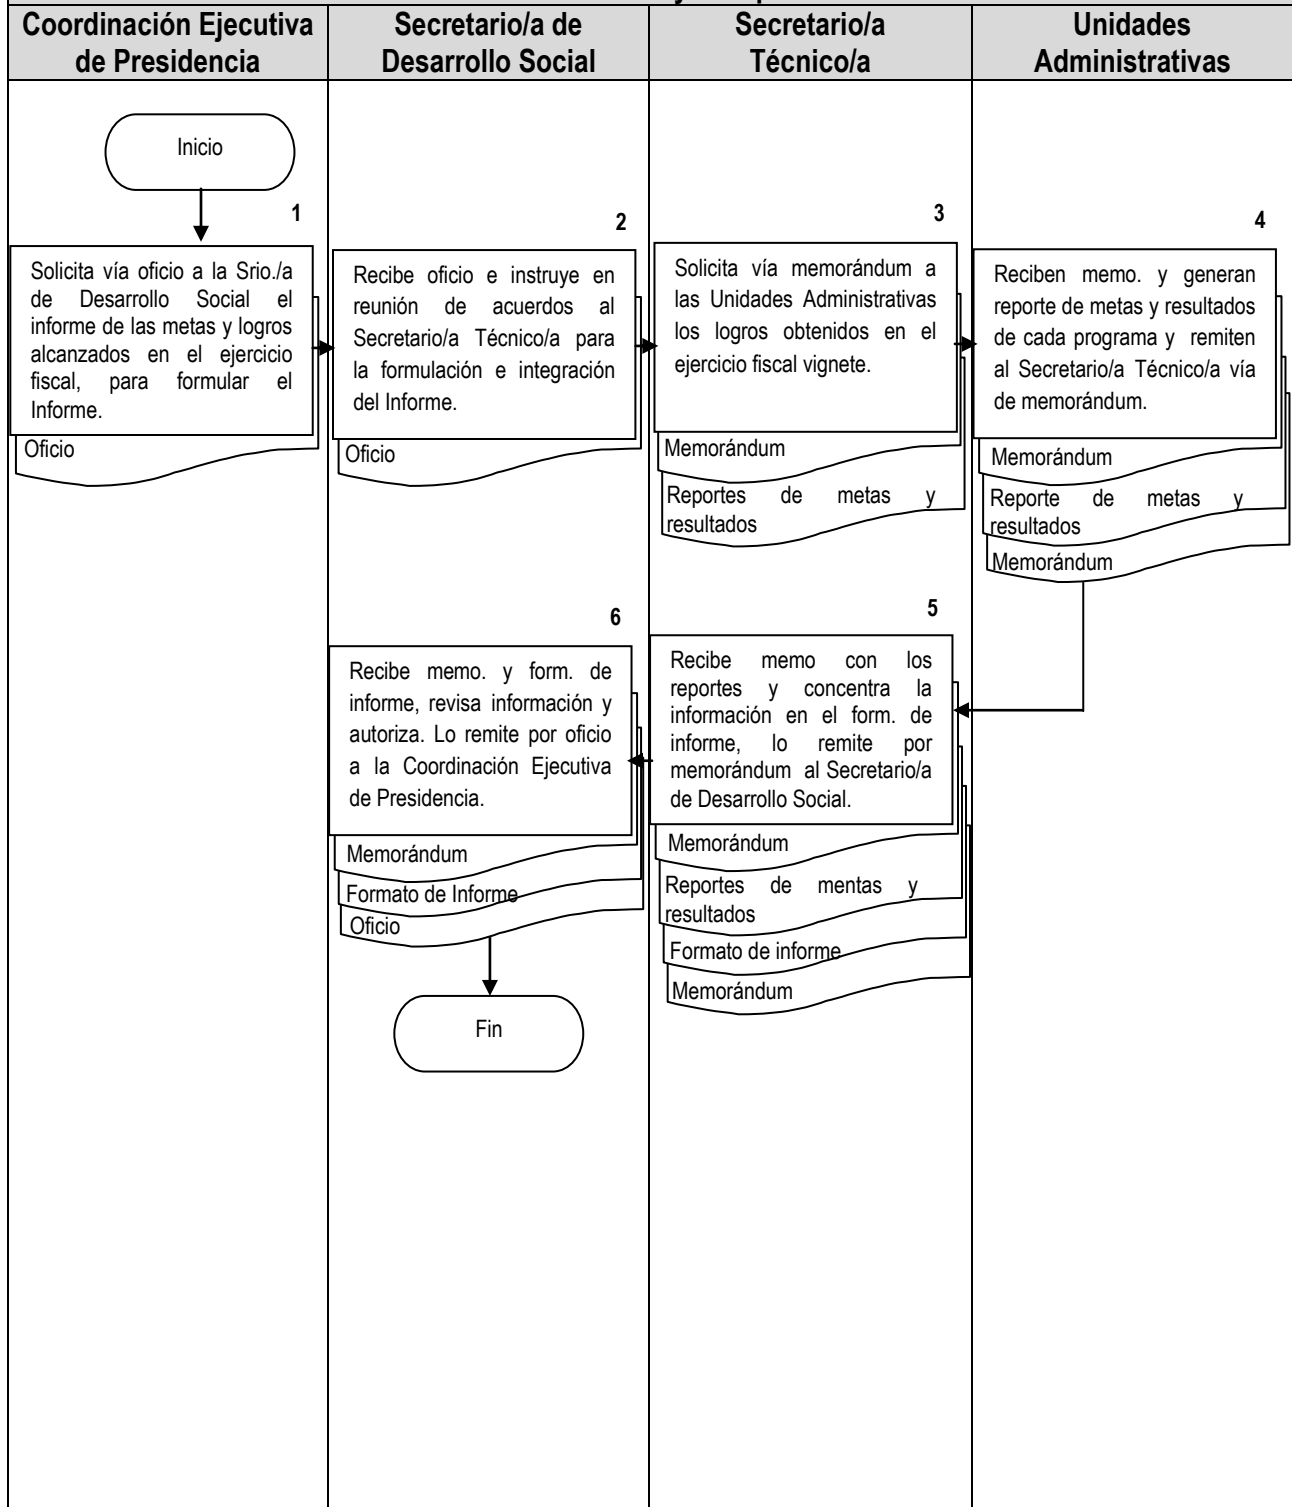 Coordinación Ejecutiva
de Presidencia
Secretario/a de
Desarrollo Social
Secretario/a
Técnico/a
Unidades
Administrativas
Inicio
1
Solicita vía oficio a la Srio./a
de Desarrollo Social el
informe de las metas y logros
alcanzados en el ejercicio
fiscal, para formular el
Informe.
Oficio
2
Recibe oficio e instruye en
reunión de acuerdos al
Secretario/a Técnico/a para
la formulación e integración
del Informe.
Oficio
3
Solicita vía memorándum a
las Unidades Administrativas
los logros obtenidos en el
ejercicio fiscal vignete.
Memorándum
Reportes de metas y
resultados
4
Reciben memo. y generan
reporte de metas y resultados
de cada programa y remiten
al Secretario/a Técnico/a vía
de memorándum.
Memorándum
Reporte de metas y
resultados
Memorándum
5
Recibe memo con los
reportes y concentra la
información en el form. de
informe, lo remite por
memorándum al Secretario/a
de Desarrollo Social.
Memorándum
Reportes de mentas y
resultados
Formato de informe
Memorándum
6
Recibe memo. y form. de
informe, revisa información y
autoriza. Lo remite por oficio
a la Coordinación Ejecutiva
de Presidencia.
Memorándum
Formato de Informe
Oficio
Fin